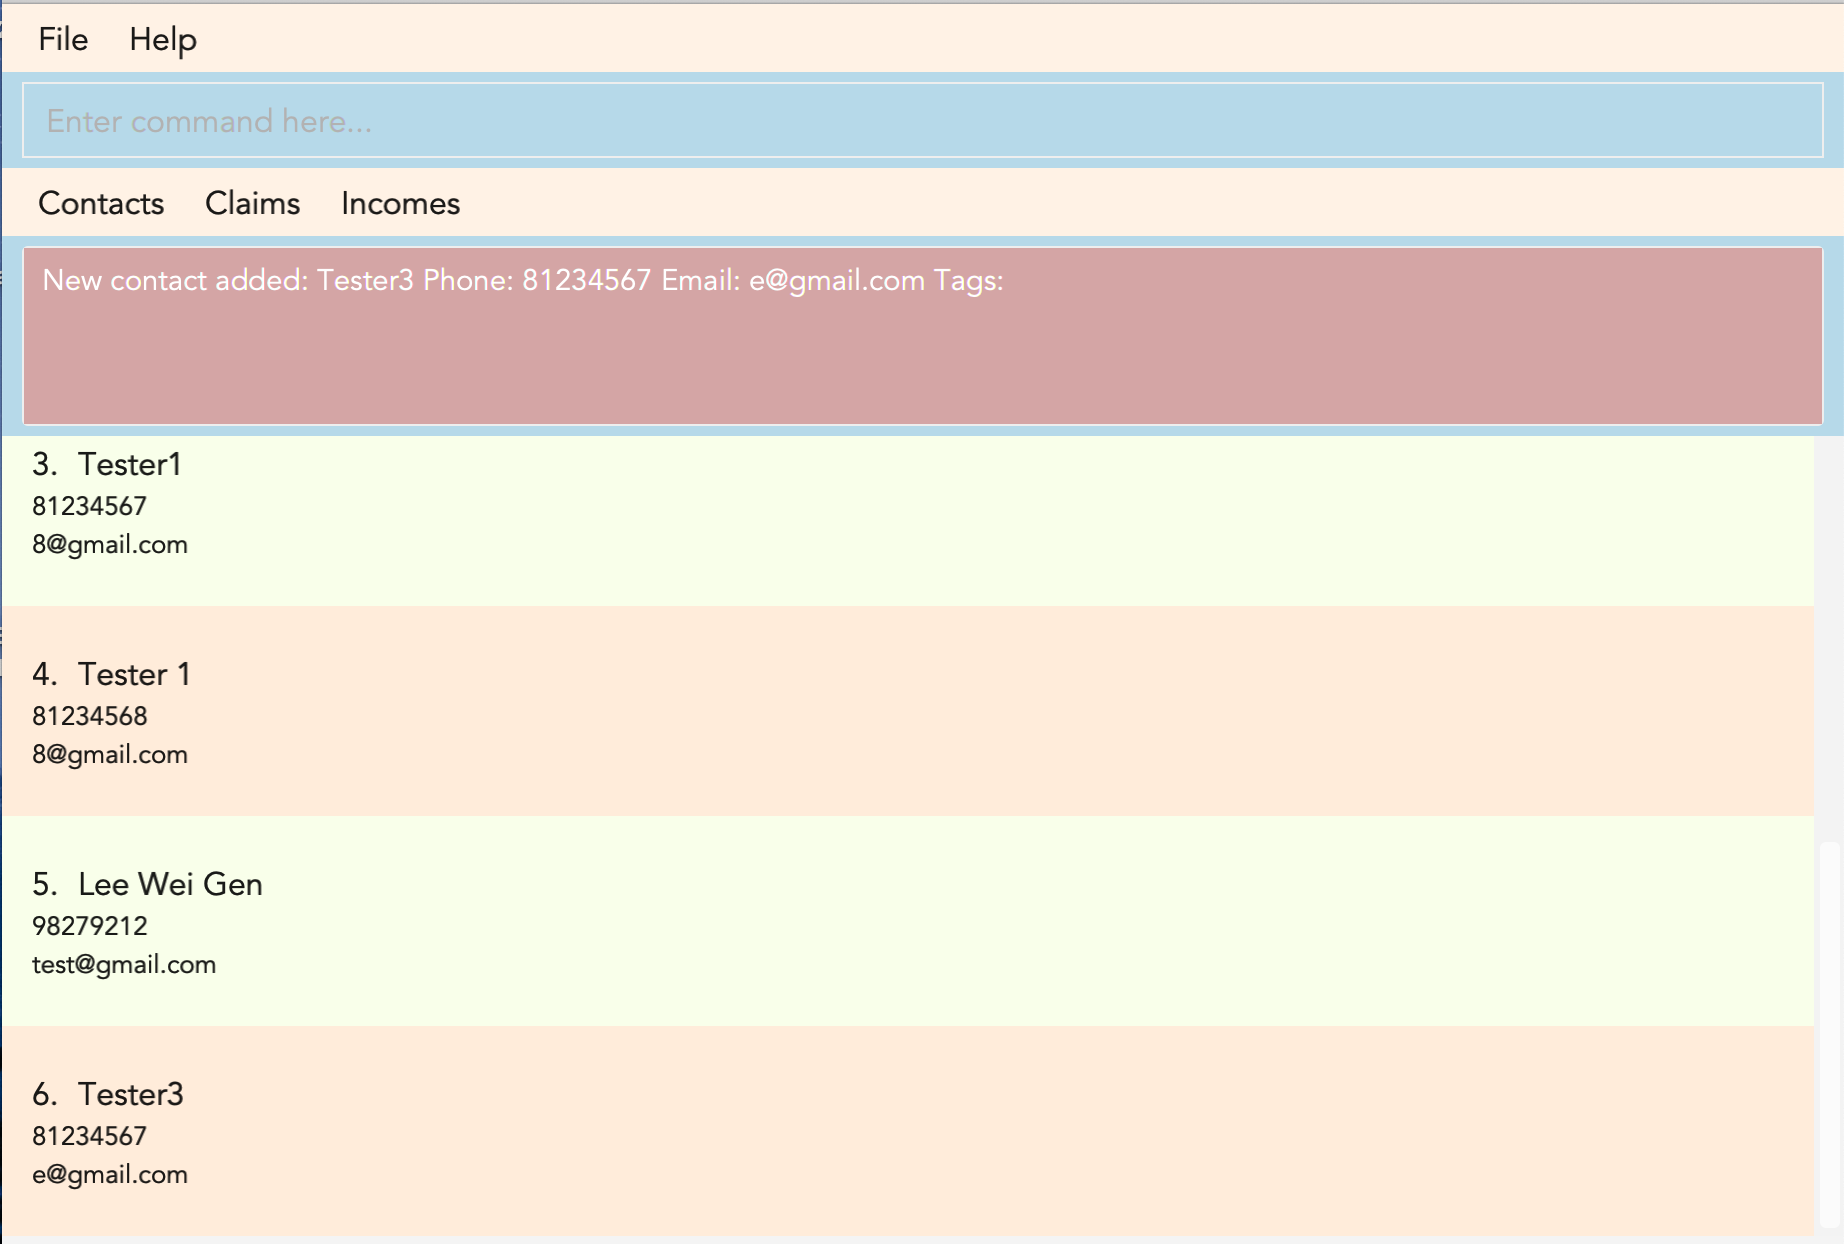 File Help
Enter command here...
Contacts Claims Incomes
New contact added: Tester3 Phone: 81234567 Email: e@gmail.com Tags:
3. Tester1
81234567
8@gmail.com
4. Tester 1
81234568
8@gmail.com
5. Lee Wei Gen
98279212
test@gmail.com
6. Tester3
81234567
e@gmail.com